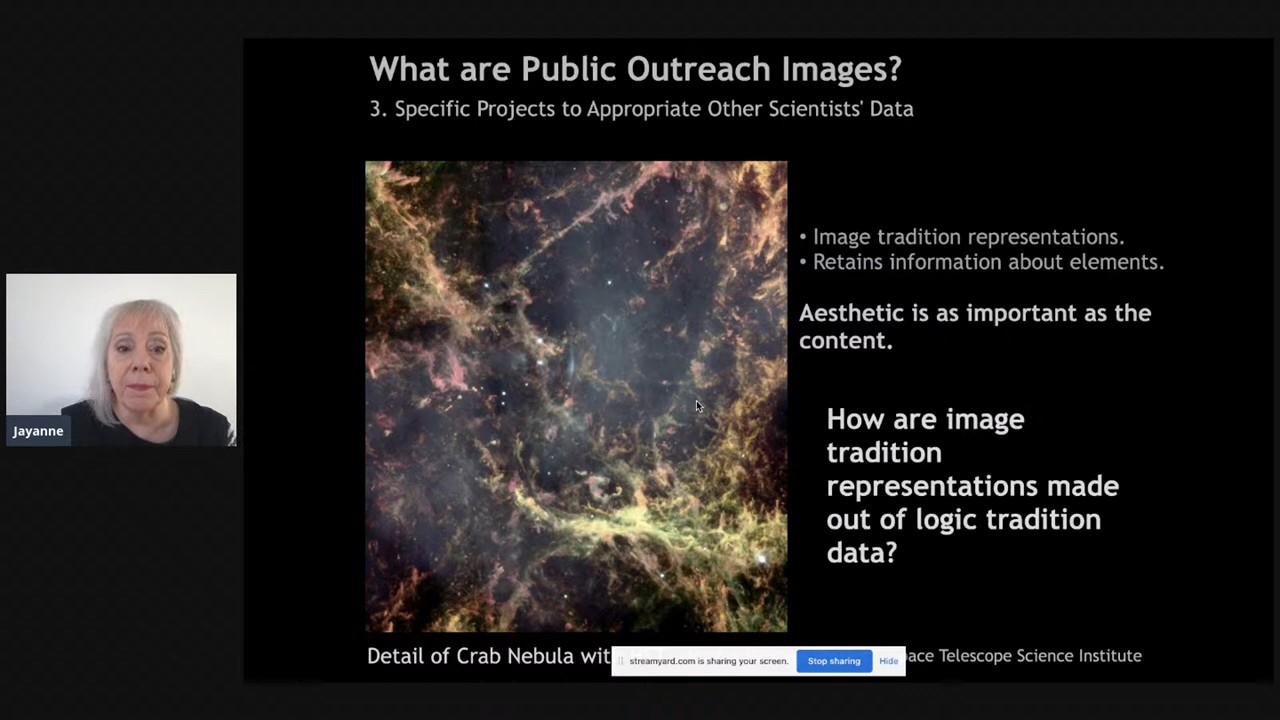 What are Public Outreach Images?
3. Specific Projects to Appropriate Other Scientists' Data
• Image tradition representations.
• Retains information about elements.
Aesthetic is as important as the
content.
How are image
tradition
representations made
out of logic tradition
data?
Jayanne
Detail of Crab Nebula
streamyard.com is sharing your screen.
Stop sharing
Hide
Telescope Science Institute